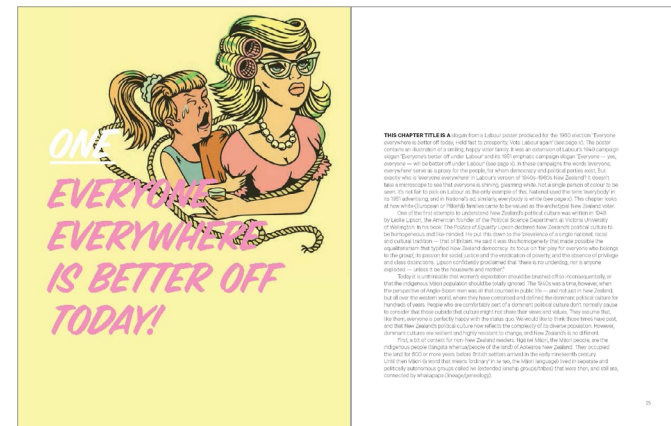 ONE
EVERYONE
EVERYWHERE
IS BETTER OFF
TODAY!
THIS CHAPTER TITLE IS A slogan from a Labour poster produced for the 1960 election: 'Everyone
everywhere is better off today. Hold fast to prosperity. Vote Labour again' (see page x). The poster
contains an illustration of a smiling, happy voter family. It was an extension of Labour's 1949 campaign
slogan 'Everyone's better off under Labour' and its 1951 emphatic campaign slogan 'Everyone — yes,
everyone — will be better off under Labour' (see page x). In these campaigns the words 'everyone,
everywhere' serve as a proxy for the people, for whom democracy and political parties exist. But
exactly who is 'everyone everywhere' in Labour's version of 1940s–1960s New Zealand? It doesn't
take a microscope to see that everyone is shining, gleaming white. Not a single person of colour to be
seen. It's not fair to pick on Labour as the only example of this. National used the term 'everybody' in
its 1951 advertising, and in National's ad, similarly, everybody is white (see page x). This chapter looks
at how white (European or Pākehā) families came to be valued as the archetypal New Zealand voter.
One of the first attempts to understand New Zealand's political culture was written in 1948
by Leslie Lipson, the American founder of the Political Science Department at Victoria University
of Wellington. In his book The Politics of Equality Lipson declared New Zealand's political culture to
be homogeneous and like-minded. He put this down to the 'prevalence of a single national, racial
and cultural tradition — that of Britain'. He said it was this homogeneity that made possible the
egalitarianism that typified New Zealand democracy: its focus on 'fair play for everyone who belongs
to the group', its passion for social justice and the eradication of poverty, and the absence of privilege
and class distinctions. Lipson confidently proclaimed that 'there is no underdog, nor is anyone
exploited — unless it be the housewife and mother'.
Today it is unthinkable that women's exploitation should be brushed off so inconsequentially, or
that the indigenous Māori population should be totally ignored. The 1940s was a time, however, when
the perspective of Anglo-Saxon men was all that counted in public life — and not just in New Zealand,
but all over the western world, where they have comprised and defined the dominant political culture for
hundreds of years. People who are comfortably part of a dominant political culture don't normally pause
to consider that those outside that culture might not share their views and values. They assume that,
like them, everyone is perfectly happy with the status quo. We would like to think those times have past,
and that New Zealand's political culture now reflects the complexity of its diverse population. However,
dominant cultures are resilient and highly resistant to change, and New Zealand's is no different.
First, a bit of context for non-New Zealand readers. Ngā iwi Māori, the Māori people, are the
indigenous people (tangata whenua/people of the land) of Aotearoa New Zealand. They occupied
the land for 600 or more years before British settlers arrived in the early nineteenth century.
Until then Māori (a word that means 'ordinary' in te reo, the Māori language) lived in separate and
politically autonomous groups called iwi (extended kinship groups/tribes) that were then, and still are,
connected by whakapapa (lineage/genealogy).
25